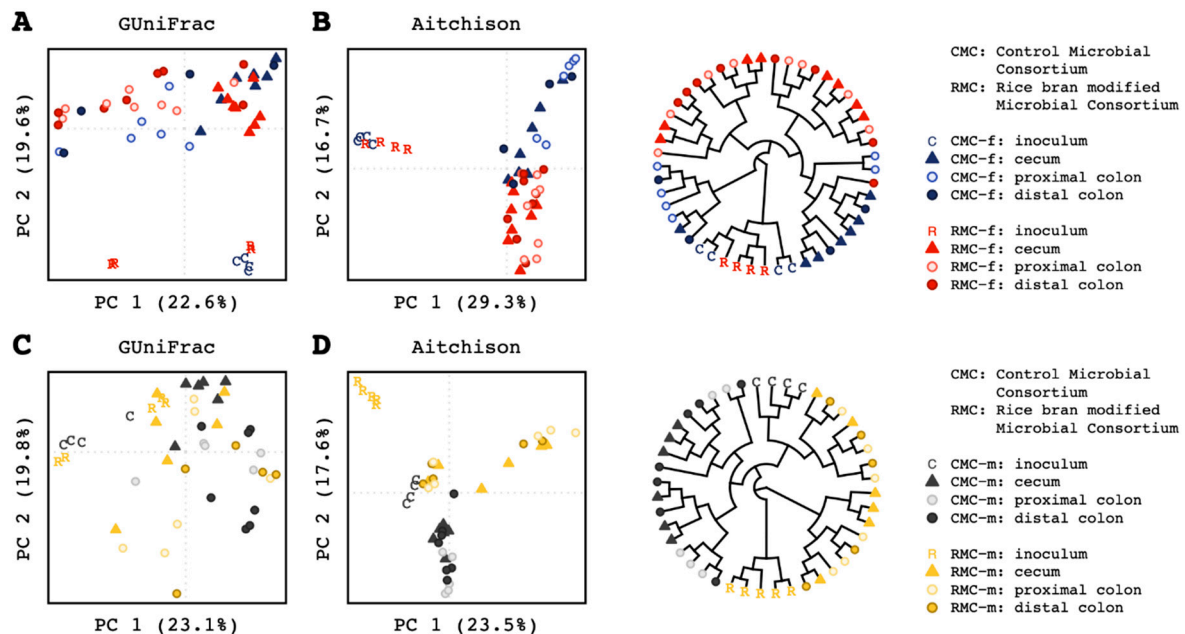 A
GUniFrac
B
Aitchison
PC 2 (19.6%)
PC 1 (22.6%)
PC 2 (16.7%)
PC 1 (29.3%)
R
R
R
R
C
C
C
C
C
C
C
C
R
R
R
R
C
C
R
R
R
R
C
C
CMC: Control Microbial
Consortium
RMC: Rice bran modified
Microbial Consortium
C CMC-f: inoculum
CMC-f: cecum
CMC-f: proximal colon
CMC-f: distal colon
R RMC-f: inoculum
RMC-f: cecum
RMC-f: proximal colon
RMC-f: distal colon
C
GUniFrac
D
Aitchison
PC 2 (19.8%)
PC 1 (23.1%)
PC 2 (17.6%)
PC 1 (23.5%)
C
C
C
C
R
R
R
R
R
R
R
R
R
R
C
C
C
C
C
C
C
C
R
R
R
R
R
CMC: Control Microbial
Consortium
RMC: Rice bran modified
Microbial Consortium
C CMC-m: inoculum
CMC-m: cecum
CMC-m: proximal colon
CMC-m: distal colon
R RMC-m: inoculum
RMC-m: cecum
RMC-m: proximal colon
RMC-m: distal colon